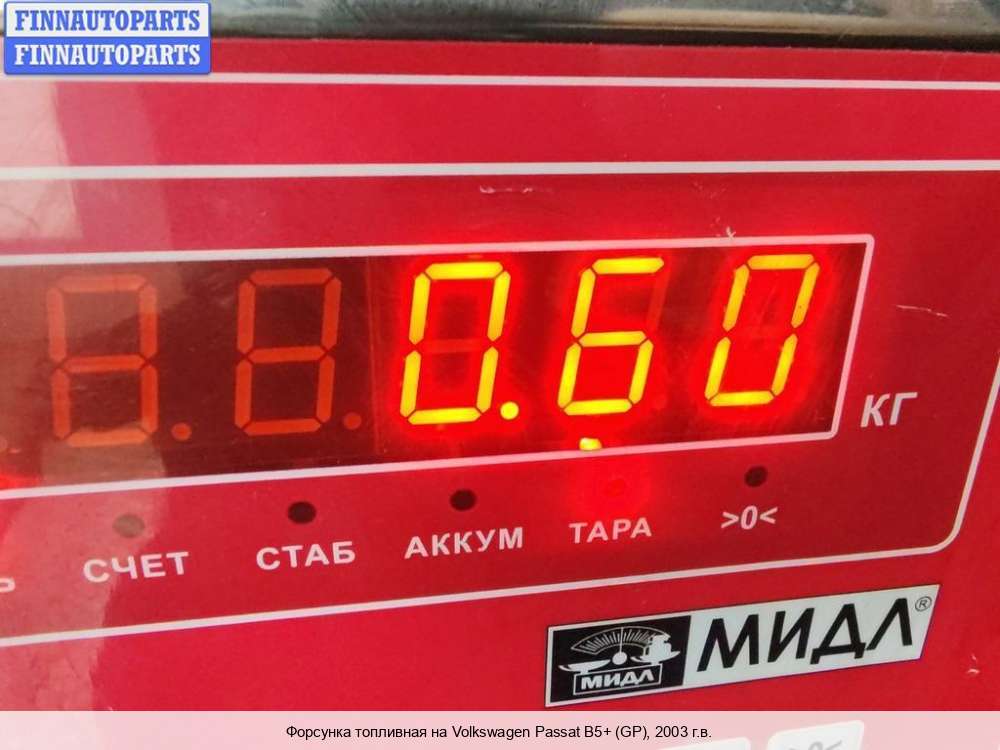 FINNAUTOPARTS
FINNAUTOPARTS
0.60
КГ
СЧЕТ СТАБ АККУМ ТАРА >0<
МИДЛ МИДЛ®
Форсунка топливная на Volkswagen Passat B5+ (GP), 2003 г.в.